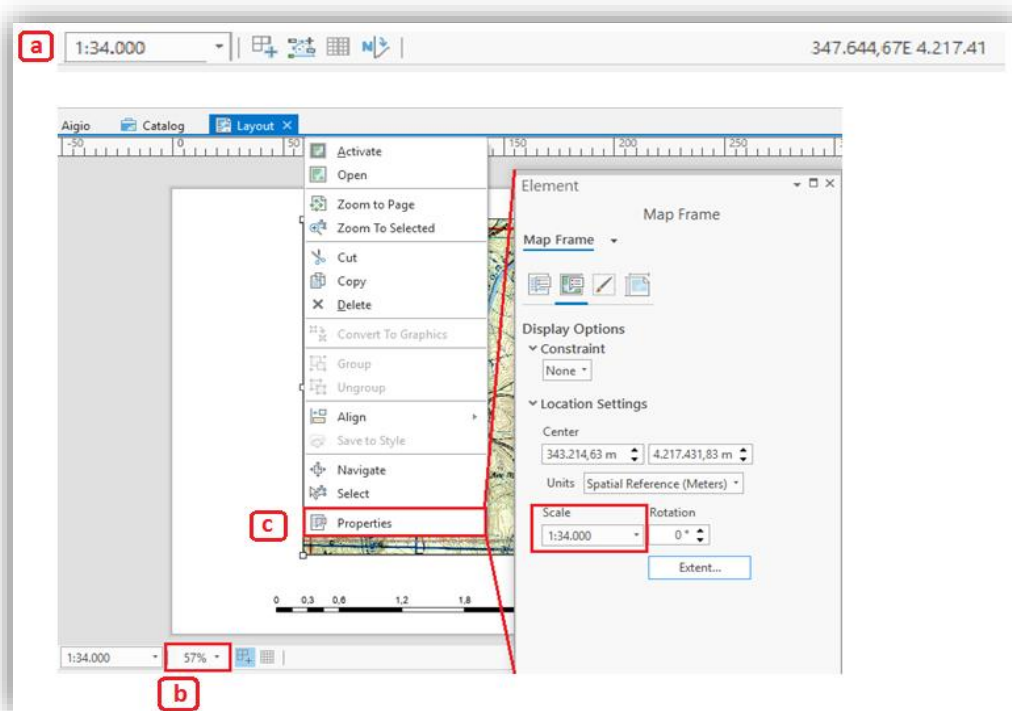 a 1:34.000 347.644,67E 4.217.41
Aigio Catalog Layout
-50 0 50 150 200 250
Activate
Open
Zoom to Page
Zoom To Selected
Cut
Copy
Delete
Convert To Graphics
Group
Ungroup
Align
Save to Style
Navigate
Select
c Properties
Element
Map Frame
Map Frame
Display Options
Constraint
None
Location Settings
Center
343.214,63 m 4.217.431,83 m
Units Spatial Reference (Meters)
Scale Rotation
1:34.000 0 °
Extent...
0 0,3 0,6 1,2 1,8
1:34.000 57%
b